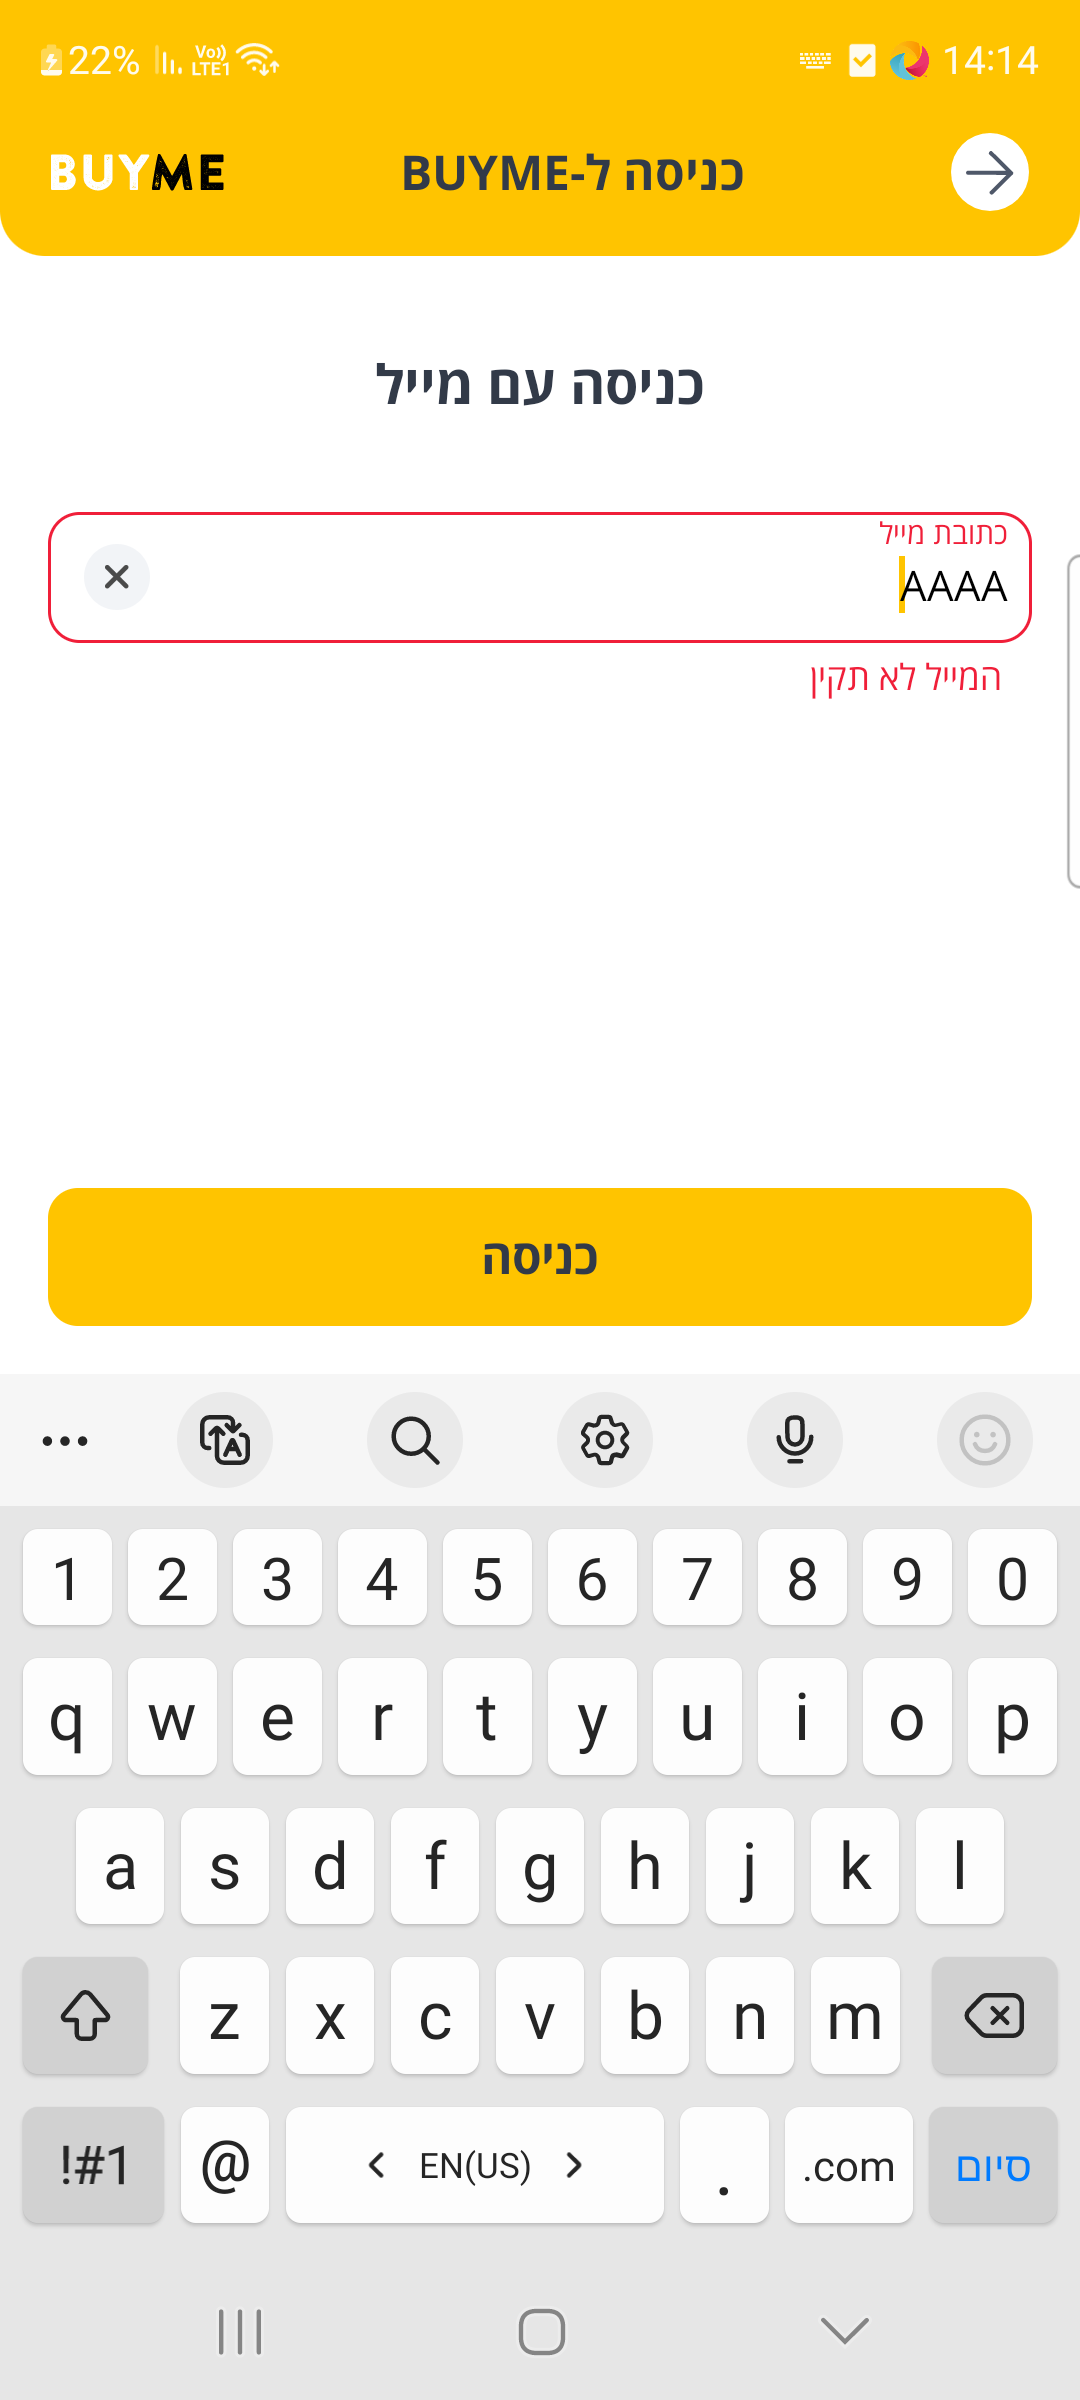 22% Vo)) LTE1 14:14
BUYME כניסה ל-BUYME
כניסה עם מייל
כתובת מייל
AAAA
המייל לא תקין
כניסה
1 2 3 4 5 6 7 8 9 0
q w e r t y u i o p
a s d f g h j k l
z x c v b n m
!#1 @ EN(US) . .com סיום